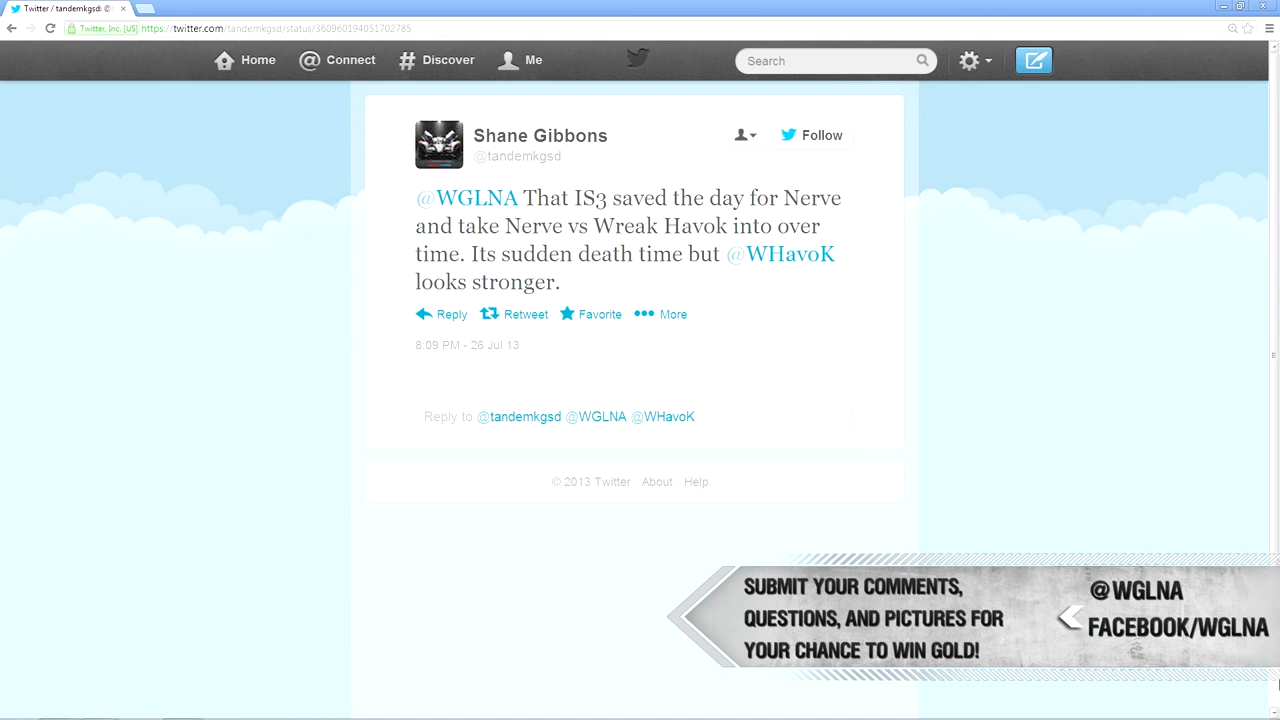 Twitter / tandemkgsd: @
Twitter, Inc. [US] https://twitter.com/tandemkgsd/status/360960194051702785
Home Connect Discover Me Search
Shane Gibbons
@tandemkgsd
Follow
@WGLNA That IS3 saved the day for Nerve
and take Nerve vs Wreak Havok into over
time. Its sudden death time but @WHavoK
looks stronger.
Reply Retweet Favorite More
8:09 PM - 26 Jul 13
Reply to @tandemkgsd @WGLNA @WHavoK
© 2013 Twitter About Help
SUBMIT YOUR COMMENTS,
QUESTIONS, AND PICTURES FOR
YOUR CHANCE TO WIN GOLD!
@WGLNA
FACEBOOK/WGLNA